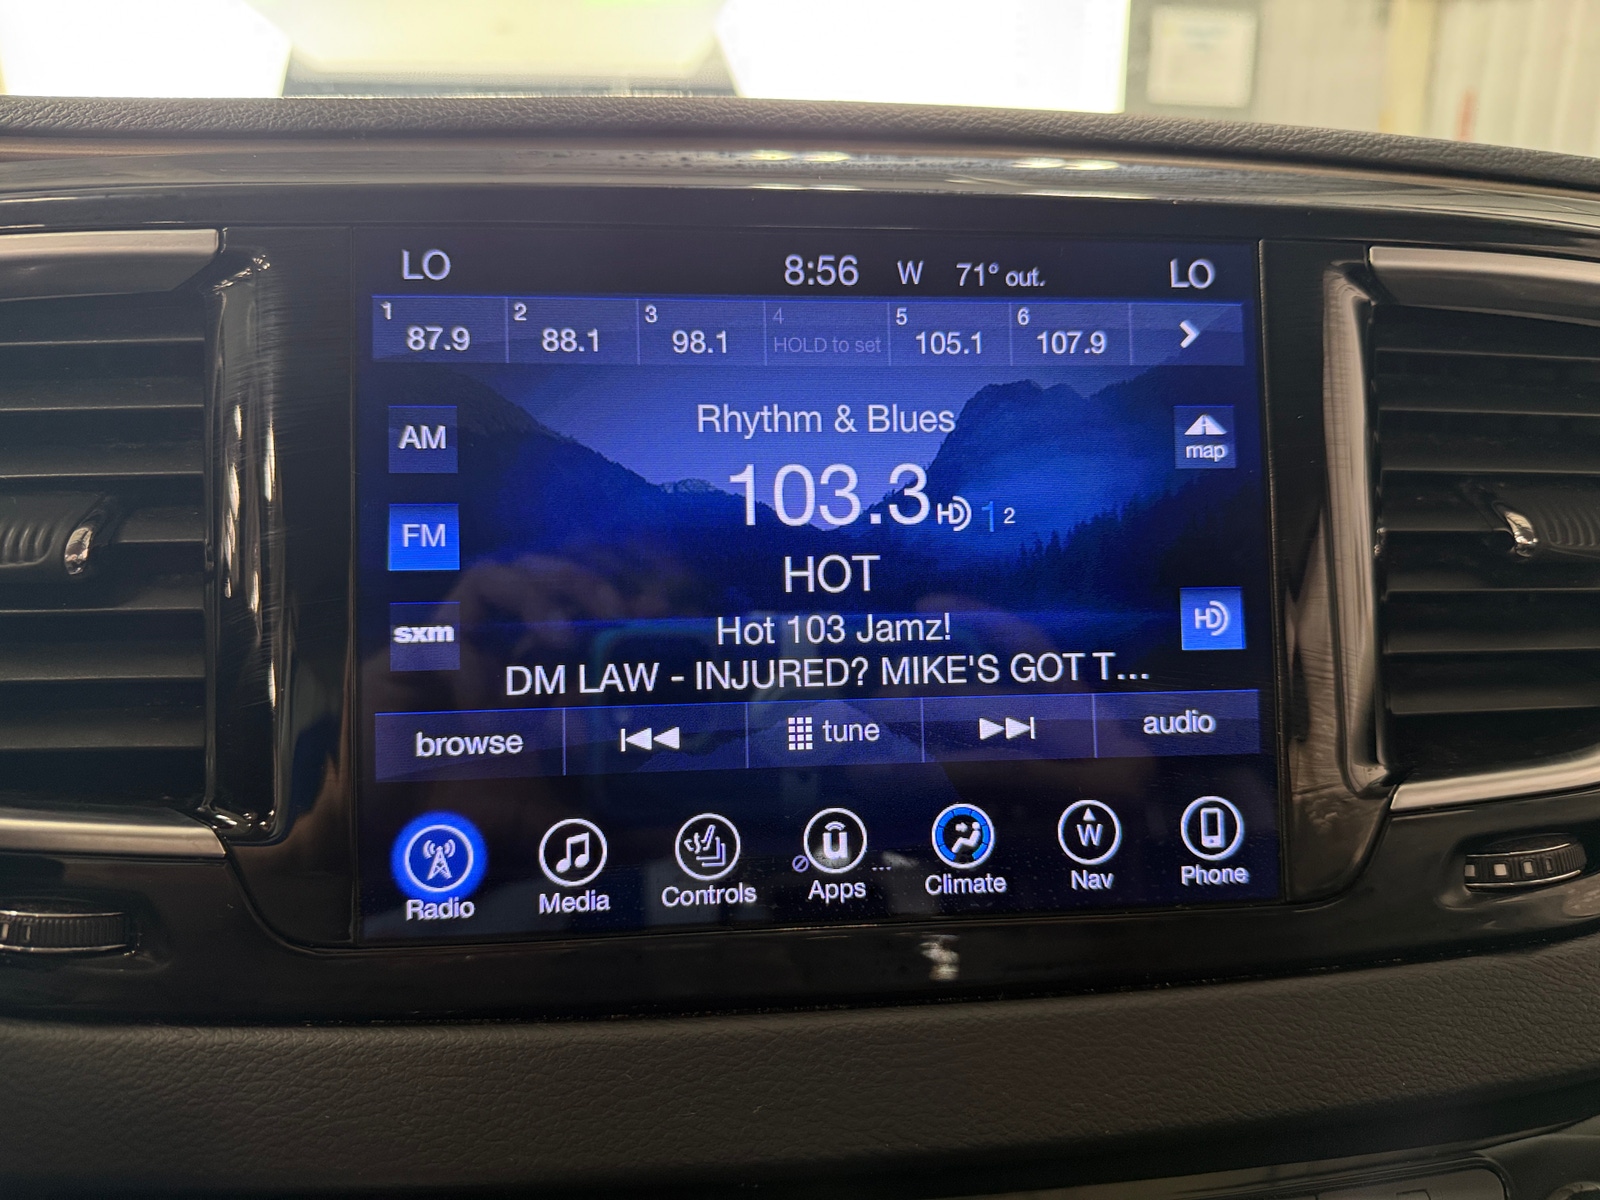 LO 8:56 W 71° out. LO
1 87.9 2 88.1 3 98.1 4 HOLD to set 5 105.1 6 107.9
AM
Rhythm & Blues
map
103.3 HD 1 2
FM
HOT
HD
sxm
Hot 103 Jamz!
DM LAW - INJURED? MIKE'S GOT T...
browse tune audio
Radio Media Controls Apps ... Climate W Nav Phone